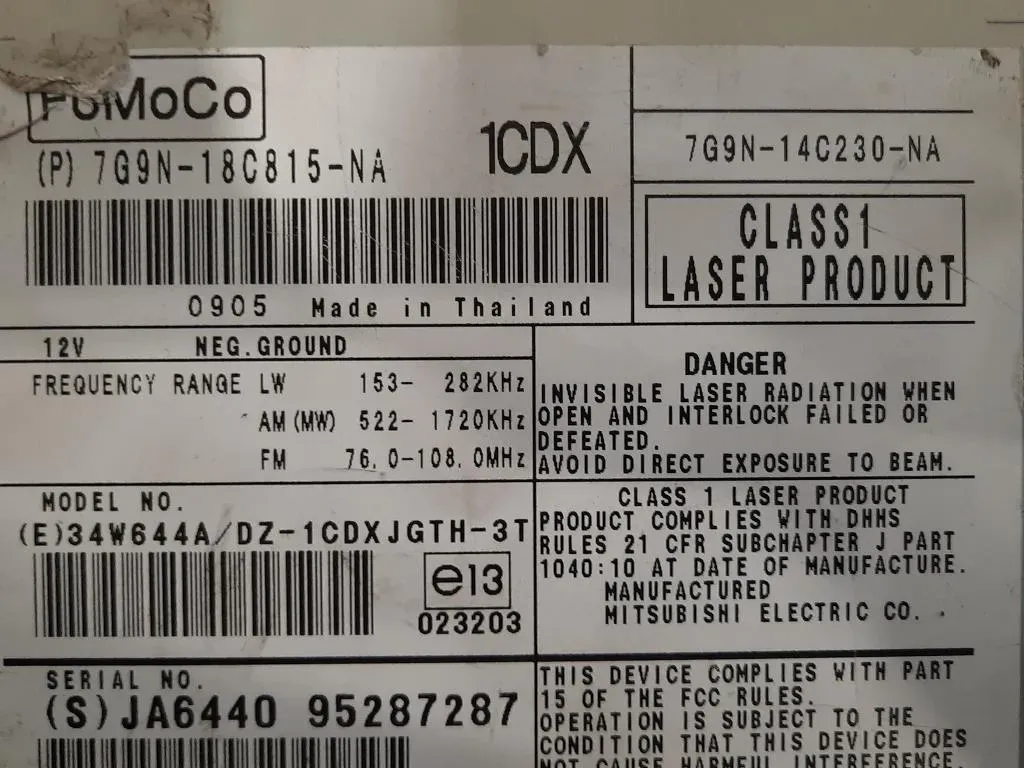 FoMoCo
(P) 7G9N-18C815-NA
1CDX
0905 Made in Thailand
7G9N-14C230-NA
CLASS1
LASER PRODUCT
12V NEG.GROUND
FREQUENCY RANGE LW 153- 282KHz
AM(MW) 522- 1720KHz
FM 76.0-108.0MHz
DANGER
INVISIBLE LASER RADIATION WHEN
OPEN AND INTERLOCK FAILED OR
DEFEATED.
AVOID DIRECT EXPOSURE TO BEAM.
MODEL NO.
(E)34W644A/DZ-1CDXJGTH-3T
e13
023203
CLASS 1 LASER PRODUCT
PRODUCT COMPLIES WITH DHHS
RULES 21 CFR SUBCHAPTER J PART
1040:10 AT DATE OF MANUFACTURE.
MANUFACTURED
MITSUBISHI ELECTRIC CO.
SERIAL NO.
(S)JA6440 95287287
THIS DEVICE COMPLIES WITH PART
15 OF THE FCC RULES.
OPERATION IS SUBJECT TO THE
CONDITION THAT THIS DEVICE DOES
NOT CAUSE HARMFUL INTERFERENCE.